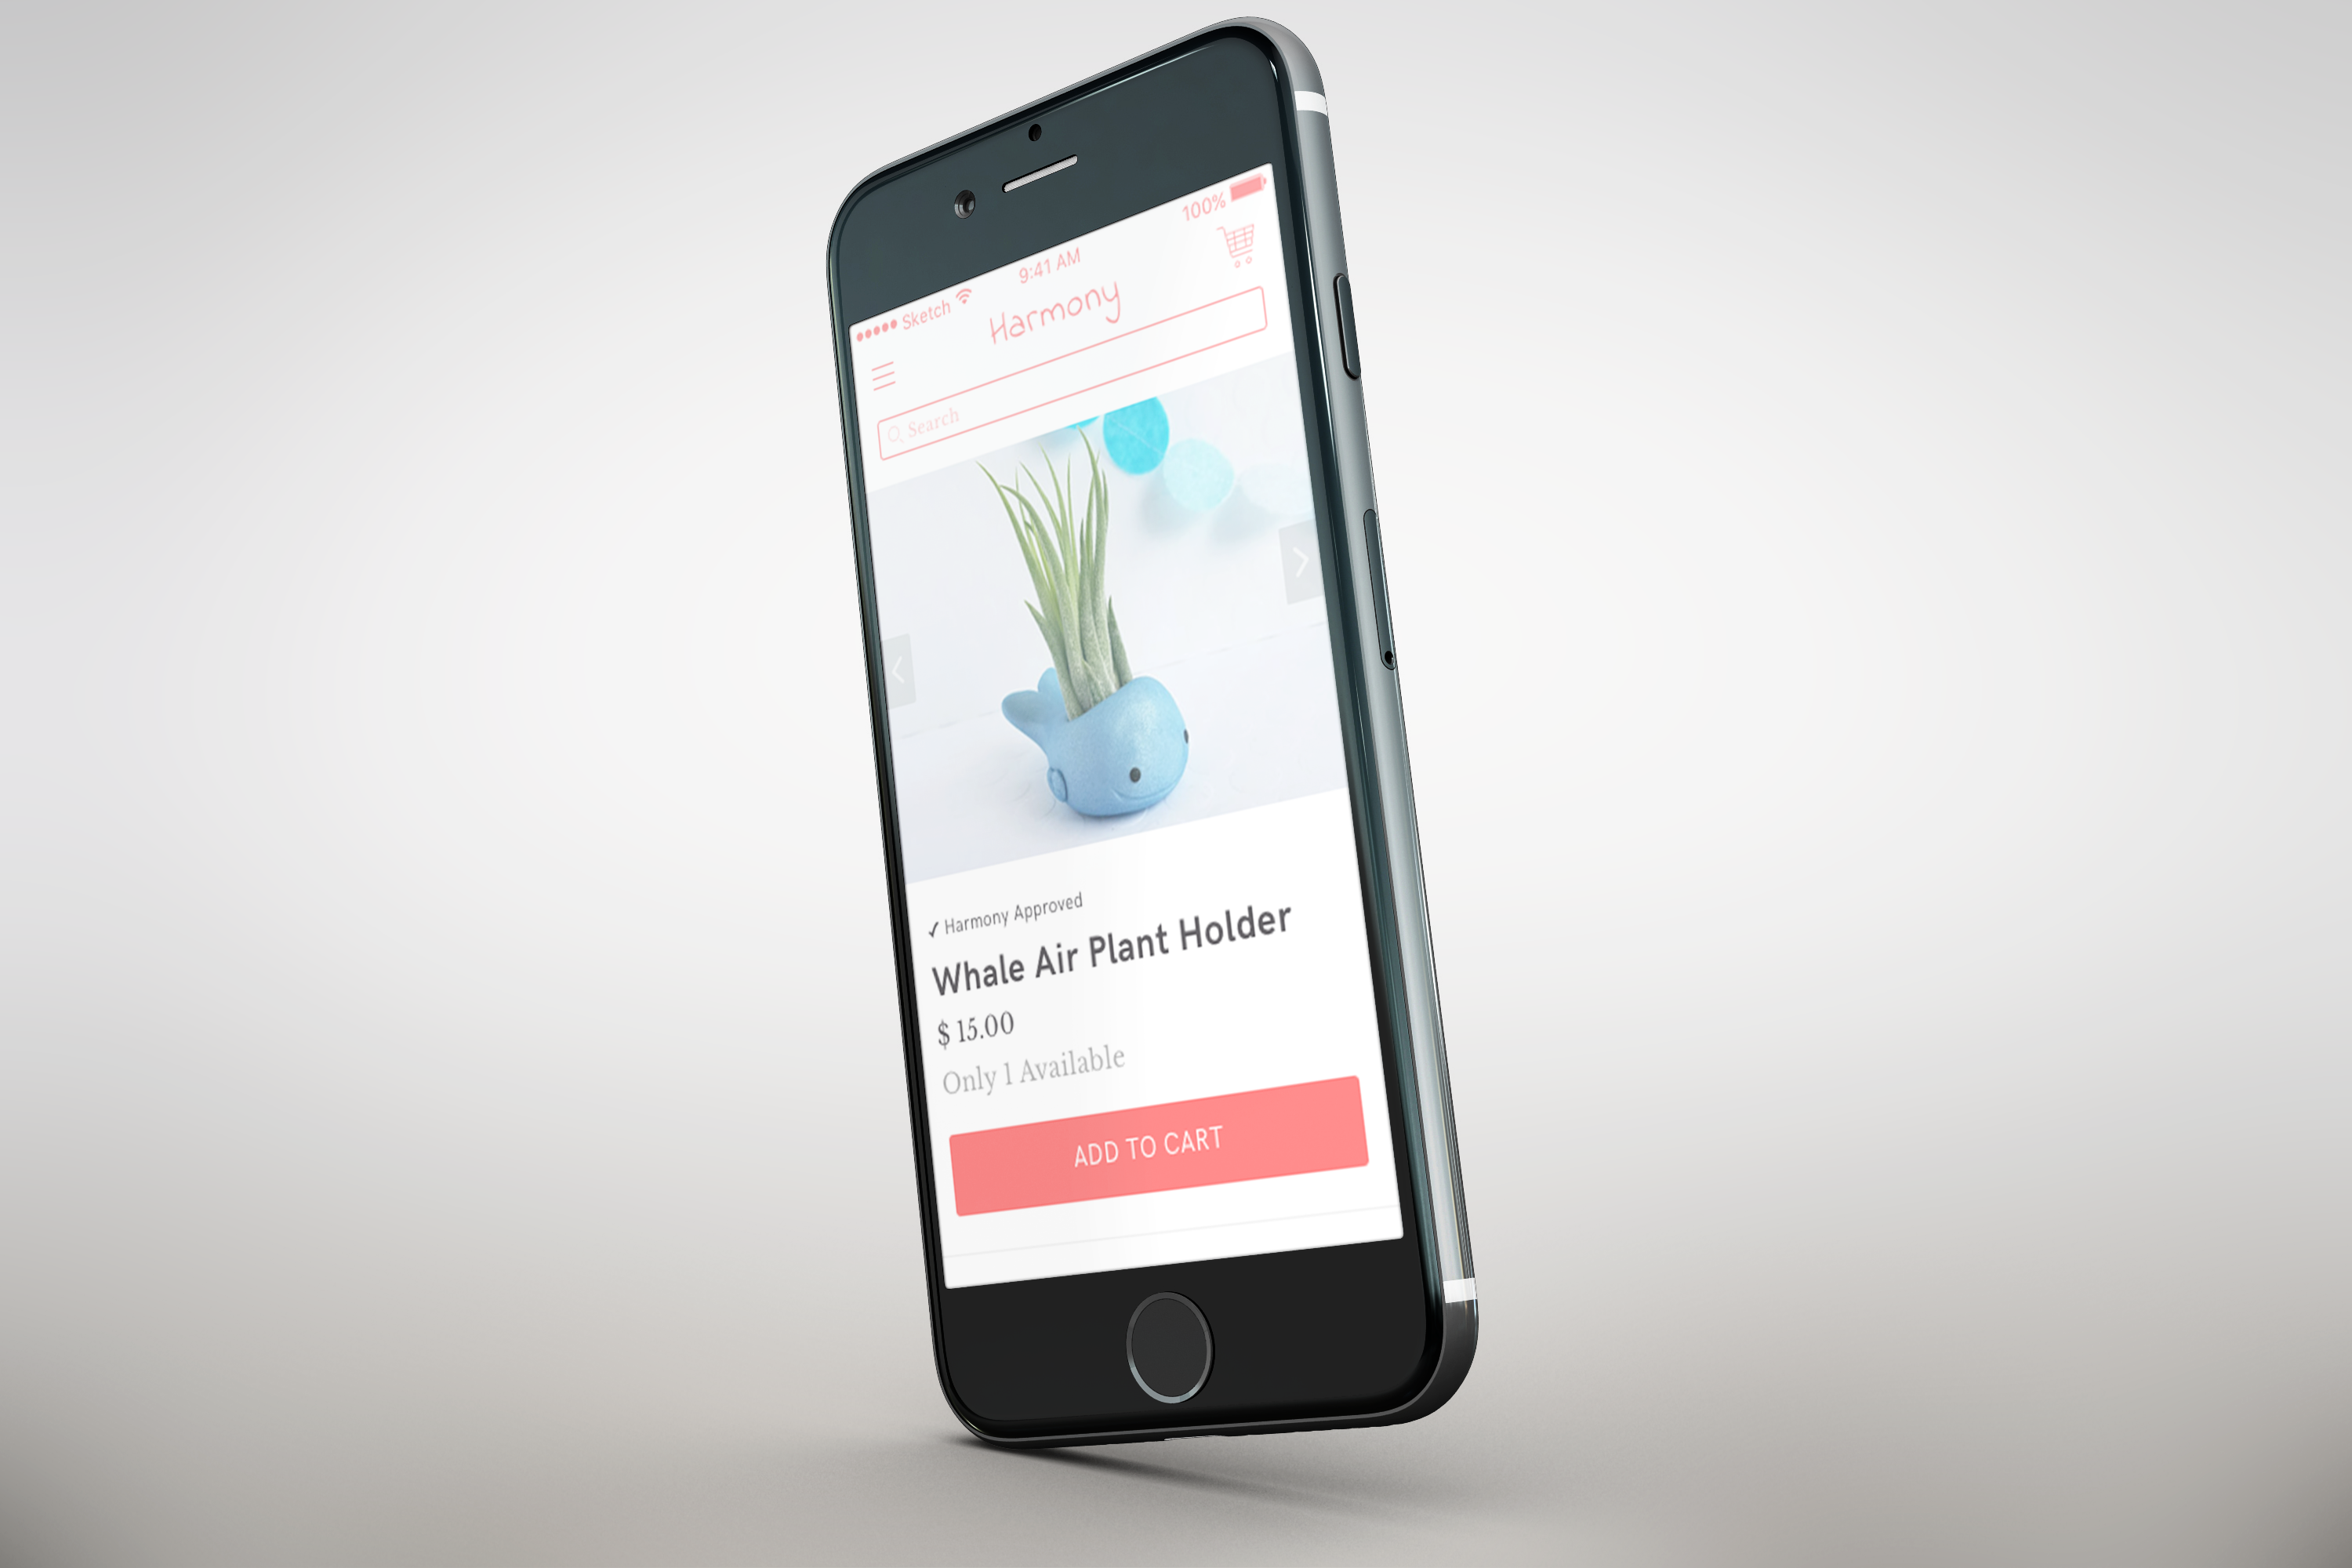 Sketch 9:41 AM 100%
Harmony
Search
Harmony Approved
Whale Air Plant Holder
$ 15.00
Only 1 Available
ADD TO CART